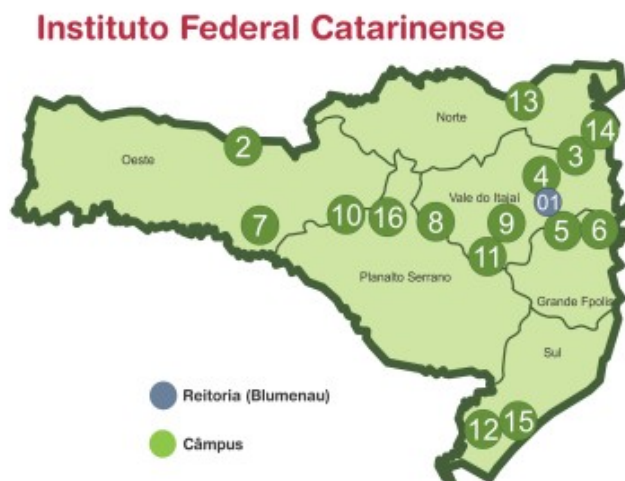 Instituto Federal Catarinense
13
Norte
14
2
3
Oeste
4
Vale do Itajaí
01
10
16
8
9
7
5
6
11
Planalto Serrano
Grande Fpolis
Sul
Reitoria (Blumenau)
12
15
Câmpus